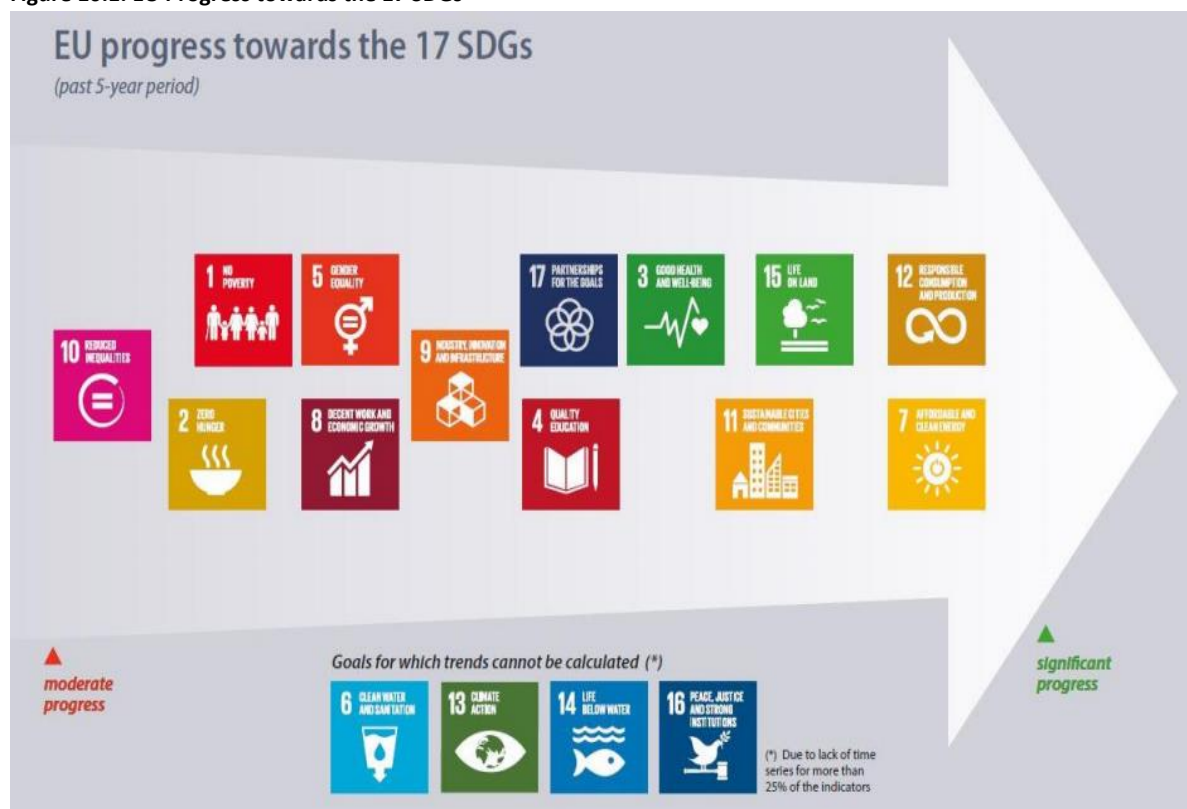 EU progress towards the 17 SDGs
(past 5-year period)
1 NO
POVERTY
5 GENDER
EQUALITY
17 PARTNERSHIPS
FOR THE GOALS
3 GOOD HEALTH
AND WELL-BEING
15 LIFE
ON LAND
12 RESPONSIBLE
CONSUMPTION
AND PRODUCTION
10 REDUCED
INEQUALITIES
9 INDUSTRY, INNOVATION
AND INFRASTRUCTURE
2 ZERO
HUNGER
8 DECENT WORK AND
ECONOMIC GROWTH
4 QUALITY
EDUCATION
11 SUSTAINABLE CITIES
AND COMMUNITIES
7 AFFORDABLE AND
CLEAN ENERGY
moderate
progress
significant
progress
Goals for which trends cannot be calculated (*)
6 CLEAN WATER
AND SANITATION
13 CLIMATE
ACTION
14 LIFE
BELOW WATER
16 PEACE, JUSTICE
AND STRONG
INSTITUTIONS
(*) Due to lack of time
series for more than
25% of the indicators